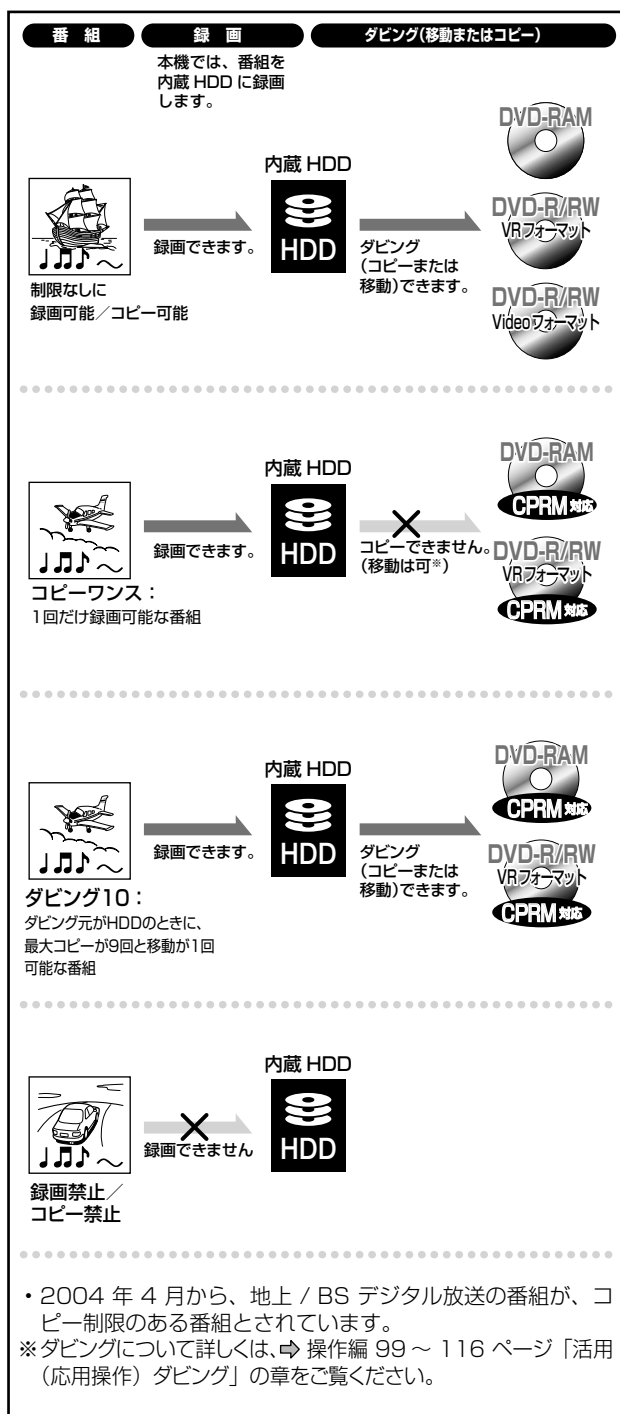 番　組
録　画
ダビング(移動またはコピー)
本機では、番組を
内蔵 HDD に録画
します。
内蔵 HDD
HDD
録画できます。
制限なしに
録画可能／コピー可能
ダビング
(コピーまたは
移動)できます。
DVD-RAM
DVD-R/RW
VRフォーマット
DVD-R/RW
Videoフォーマット
内蔵 HDD
HDD
録画できます。
コピーワンス：
1回だけ録画可能な番組
コピーできません。
(移動は可※)
DVD-RAM
CPRM対応
DVD-R/RW
VRフォーマット
CPRM対応
内蔵 HDD
HDD
録画できます。
ダビング10：
ダビング元がHDDのときに、
最大コピーが9回と移動が1回
可能な番組
ダビング
(コピーまたは
移動)できます。
DVD-RAM
CPRM対応
DVD-R/RW
VRフォーマット
CPRM対応
内蔵 HDD
HDD
録画できません
録画禁止／
コピー禁止
・2004 年 4 月から、地上 / BS デジタル放送の番組が、コ
ピー制限のある番組とされています。
※ダビングについて詳しくは、⇨ 操作編 99 ～ 116 ページ「活用
（応用操作）ダビング」の章をご覧ください。